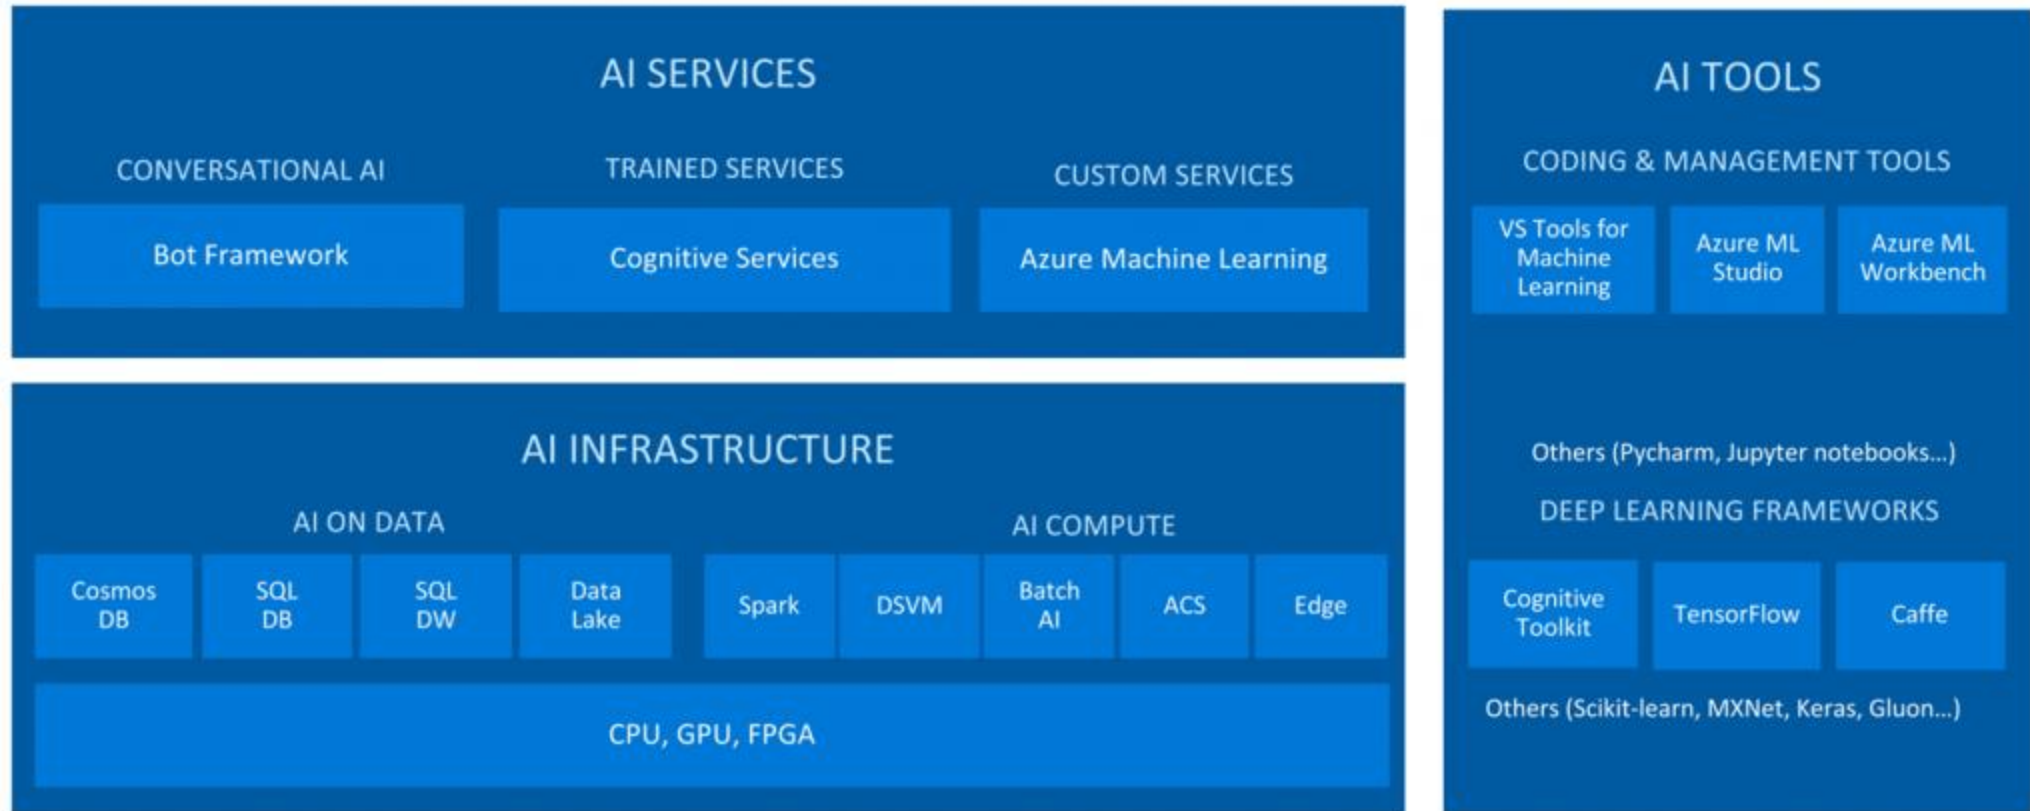 AI SERVICES
CONVERSATIONAL AI
Bot Framework
TRAINED SERVICES
Cognitive Services
CUSTOM SERVICES
Azure Machine Learning
AI INFRASTRUCTURE
AI ON DATA
Cosmos
DB
SQL
DB
SQL
DW
Data
Lake
AI COMPUTE
Spark
DSVM
Batch
AI
ACS
Edge
CPU, GPU, FPGA
AI TOOLS
CODING & MANAGEMENT TOOLS
VS Tools for
Machine
Learning
Azure ML
Studio
Azure ML
Workbench
Others (Pycharm, Jupyter notebooks...)
DEEP LEARNING FRAMEWORKS
Cognitive
Toolkit
TensorFlow
Caffe
Others (Scikit-learn, MXNet, Keras, Gluon...)